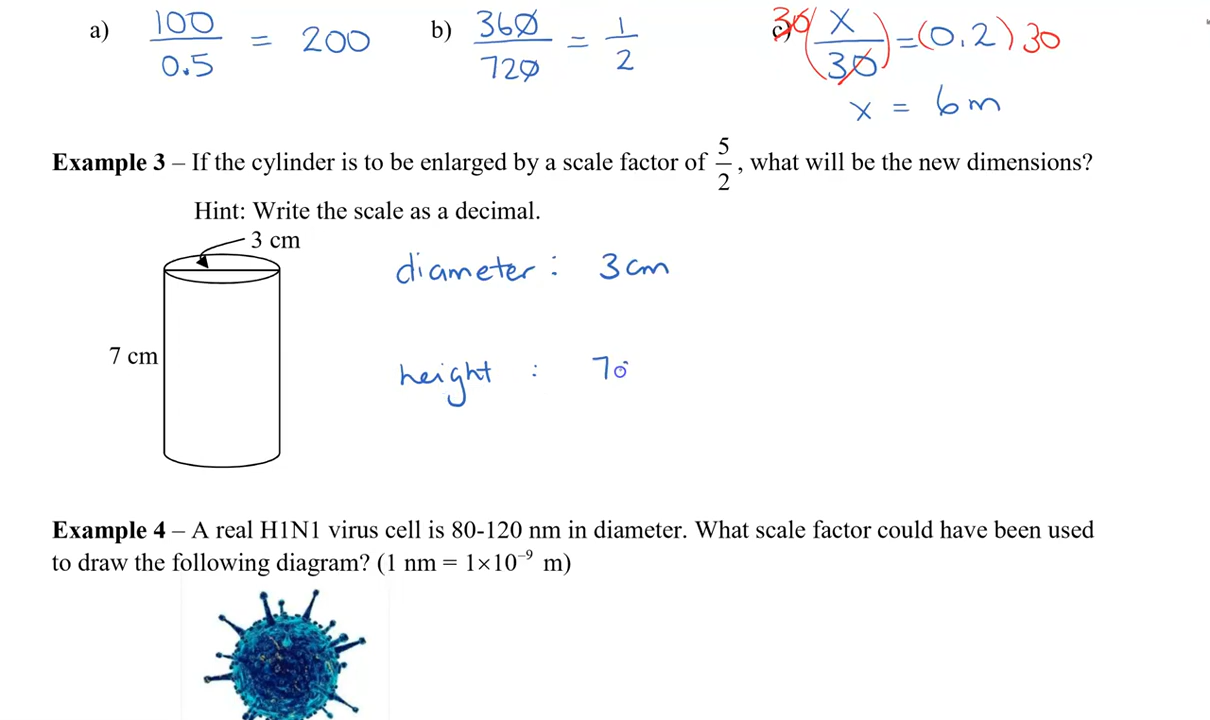 a) 100/0.5 = 200 b) 360/720 = 1/2 c) 30(x/30) = (0.2)30
x = 6m
Example 3 – If the cylinder is to be enlarged by a scale factor of 5/2, what will be the new dimensions?
Hint: Write the scale as a decimal.
3 cm
diameter: 3cm
7 cm
height : 7
Example 4 – A real H1N1 virus cell is 80-120 nm in diameter. What scale factor could have been used
to draw the following diagram? (1 nm = 1×10⁻⁹ m)